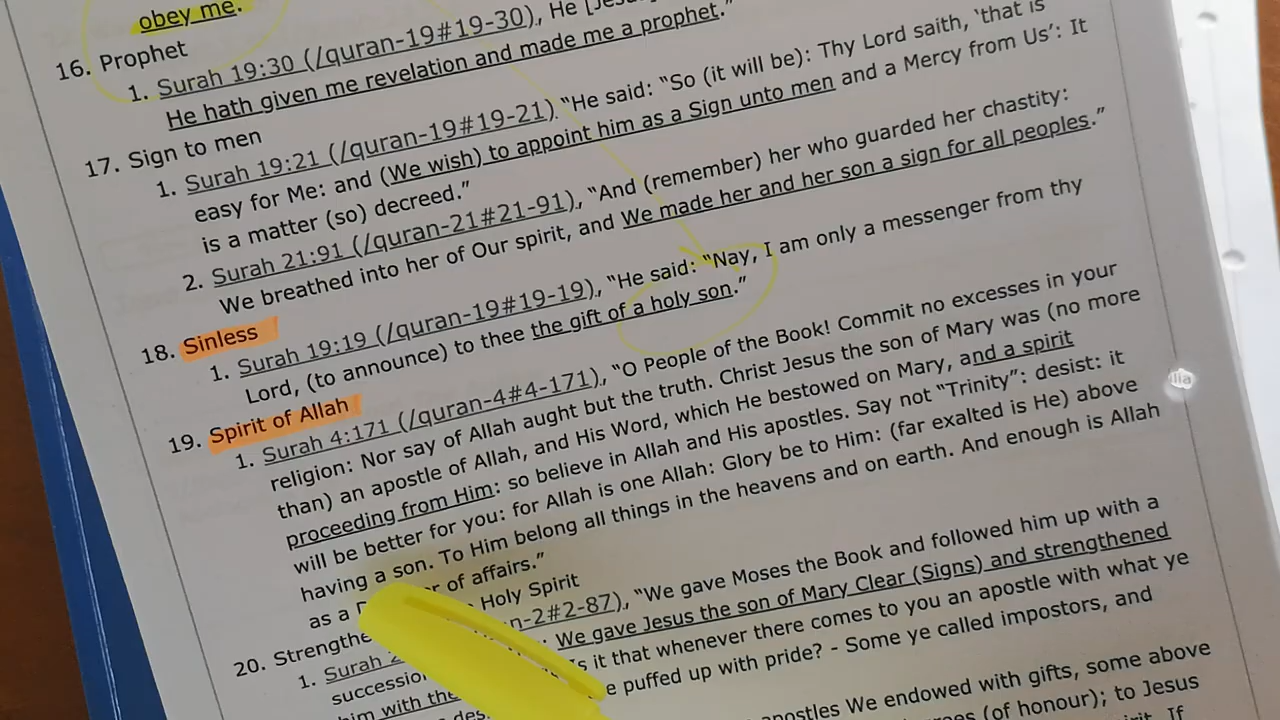 obey me."
16. Prophet
1. Surah 19:30 (/quran-19#19-30), He
He hath given me revelation and made me a prophet."
17. Sign to men
1. Surah 19:21 (/quran-19#19-21) "He said: "So (it will be): Thy Lord saith, 'that is
easy for Me: and (We wish) to appoint him as a Sign unto men and a Mercy from Us': It
is a matter (so) decreed."
2. Surah 21:91 (/quran-21#21-91), "And (remember) her who guarded her chastity:
We breathed into her of Our spirit, and We made her and her son a sign for all peoples."
18. Sinless
1. Surah 19:19 (/quran-19#19-19), "He said: "Nay, I am only a messenger from thy
Lord, (to announce) to thee the gift of a holy son."
19. Spirit of Allah
1. Surah 4:171 (/quran-4#4-171), "O People of the Book! Commit no excesses in your
religion: Nor say of Allah aught but the truth. Christ Jesus the son of Mary was (no more
than) an apostle of Allah, and His Word, which He bestowed on Mary, and a spirit
proceeding from Him: so believe in Allah and His apostles. Say not "Trinity": desist: it
will be better for you: for Allah is one Allah: Glory be to Him: (far exalted is He) above
having a son. To Him belong all things in the heavens and on earth. And enough is Allah
as a of affairs."
20. Holy Spirit
1. Surah 2#2-87), "We gave Moses the Book and followed him up with a
We gave Jesus the son of Mary Clear (Signs) and strengthened
him with the it that whenever there comes to you an apostle with what ye
puffed up with pride? - Some ye called impostors, and
We endowed with gifts, some above
(of honour); to Jesus
If